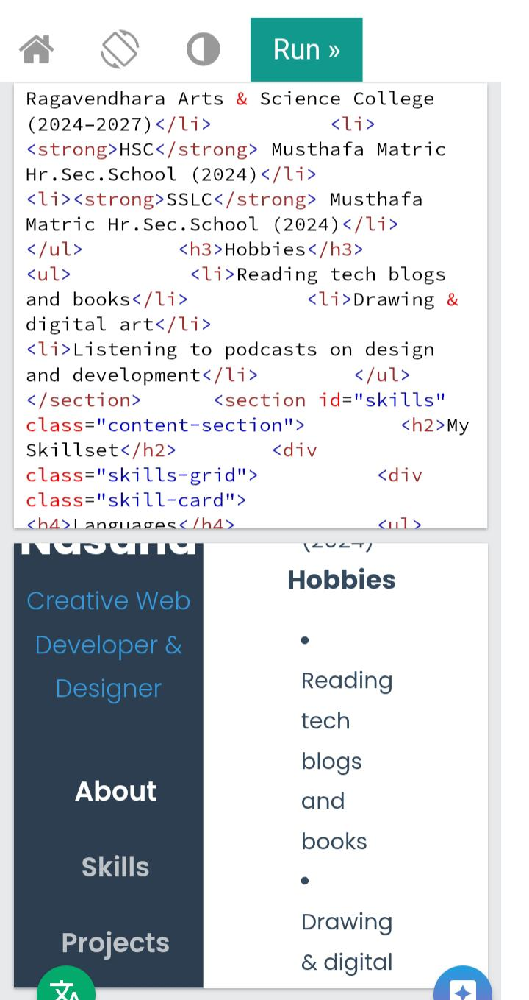 Run »
Ragavendhara Arts & Science College
(2024–2027)</li> <li>
<strong>HSC</strong> Musthafa Matric
Hr.Sec.School (2024)</li>
<li><strong>SSLC</strong> Musthafa
Matric Hr.Sec.School (2024)</li>
</ul> <h3>Hobbies</h3>
<ul> <li>Reading tech blogs
and books</li> <li>Drawing &
digital art</li>
<li>Listening to podcasts on design
and development</li> </ul>
</section> <section id="skills"
class="content-section"> <h2>My
Skillset</h2> <div
class="skills-grid"> <div
class="skill-card">
<h4>Languages</h4> <ul>
Creative Web
Developer &
Designer
About
Skills
Projects
(2024)
Hobbies
•
Reading
tech
blogs
and
books
•
Drawing
& digital